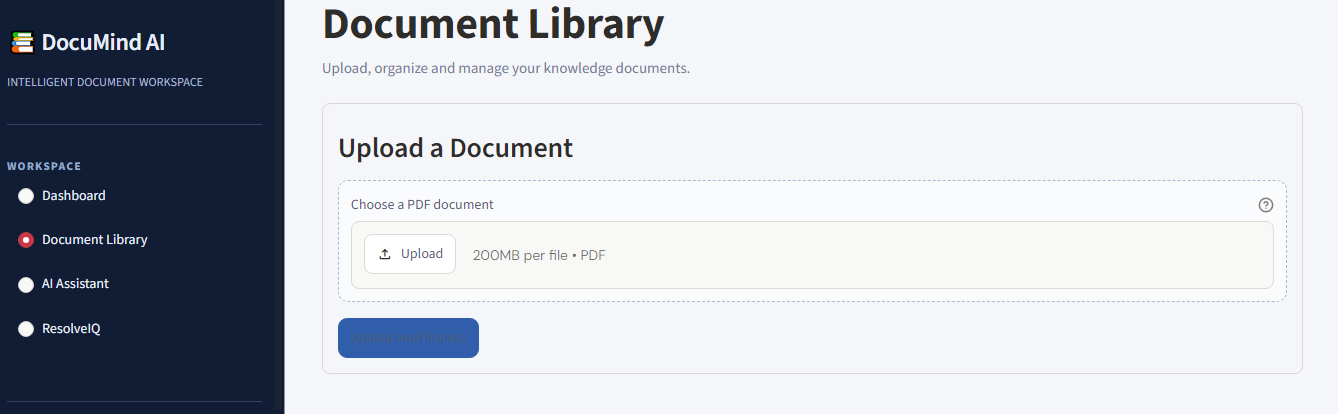 DocuMind AI
INTELLIGENT DOCUMENT WORKSPACE
WORKSPACE
Dashboard
Document Library
AI Assistant
ResolveIQ
Document Library
Upload, organize and manage your knowledge documents.
Upload a Document
Choose a PDF document
Upload
200MB per file • PDF
Upload and Process